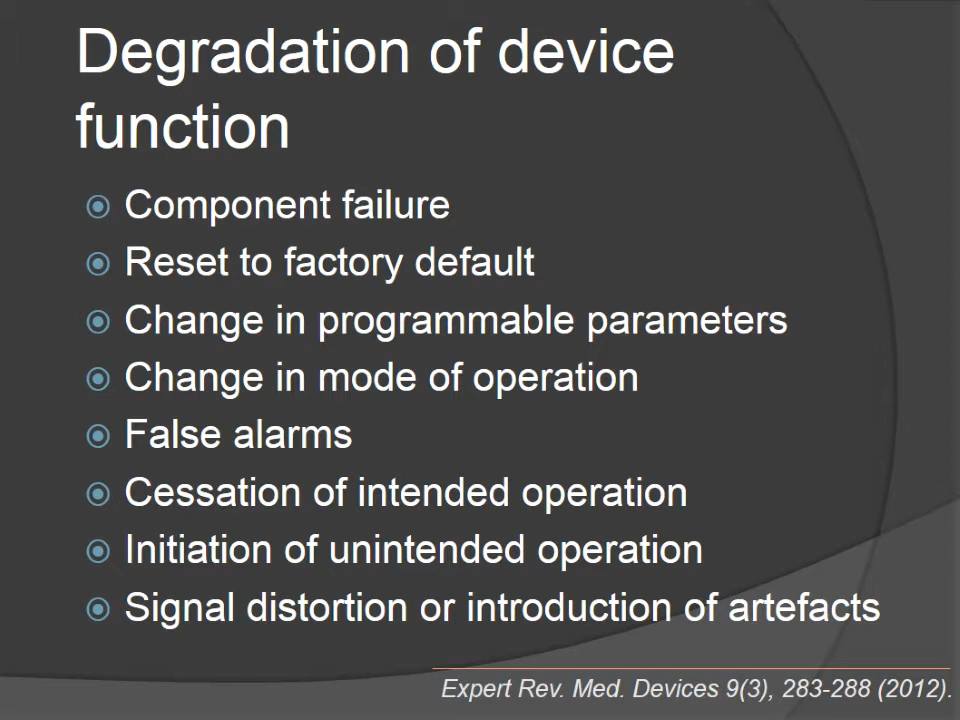 Degradation of device
function
Component failure
Reset to factory default
Change in programmable parameters
Change in mode of operation
False alarms
Cessation of intended operation
Initiation of unintended operation
Signal distortion or introduction of artefacts
Expert Rev. Med. Devices 9(3), 283-288 (2012).